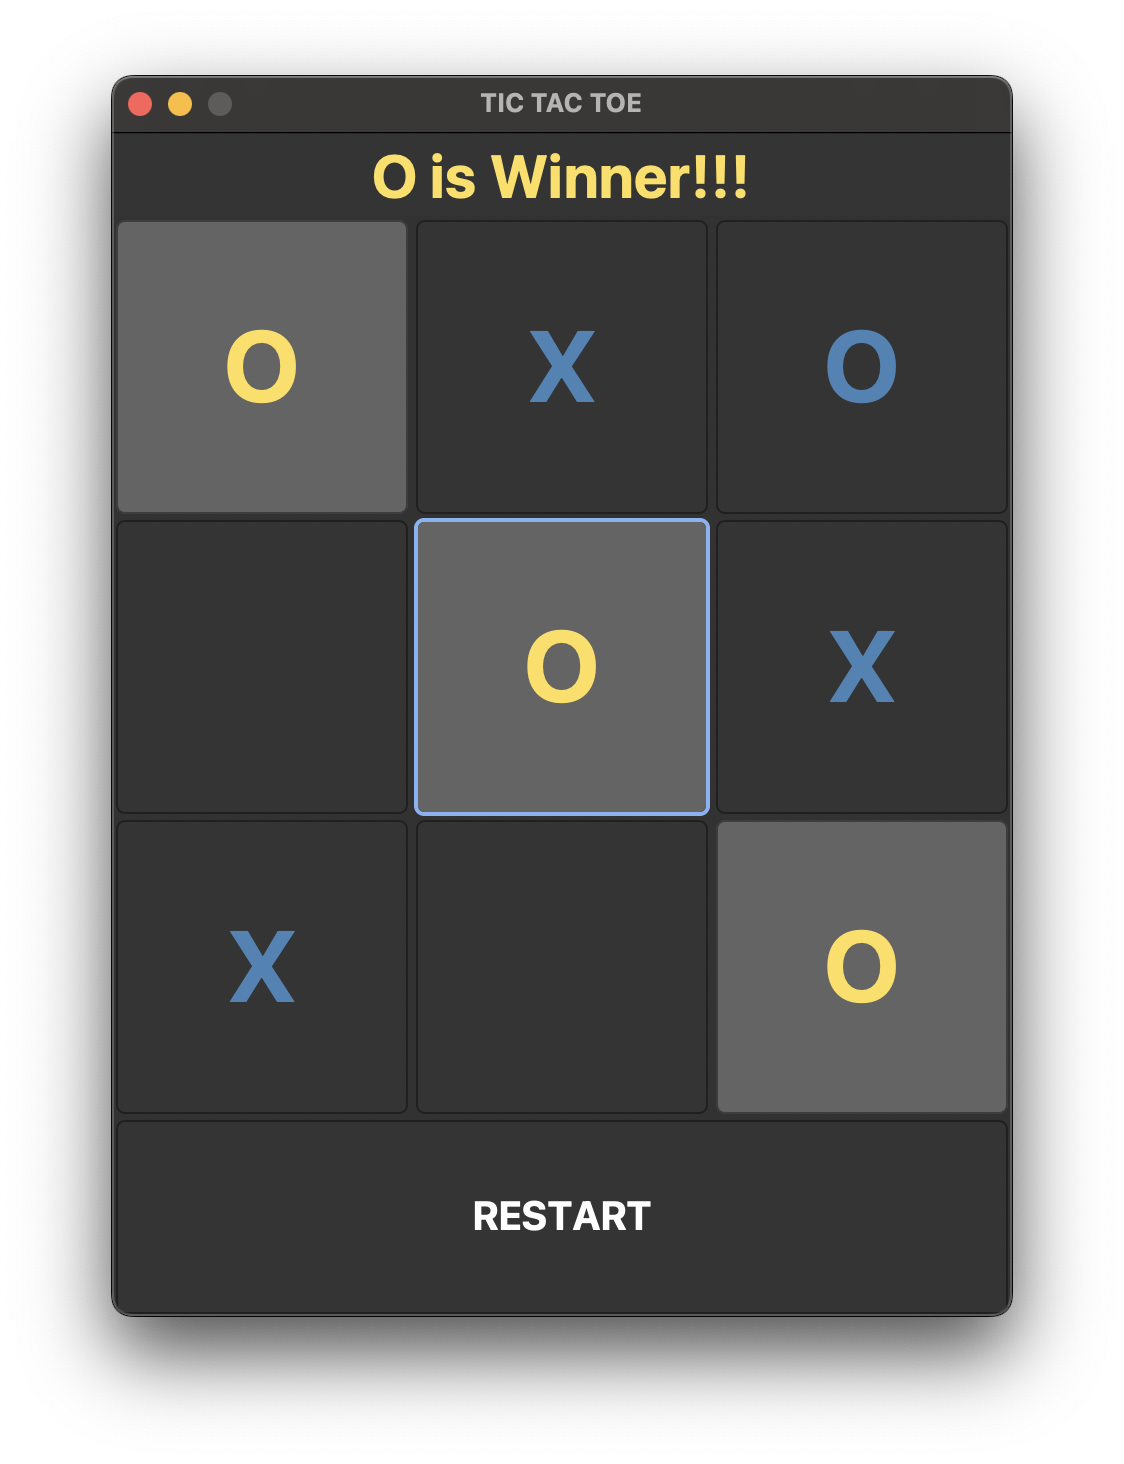 TIC TAC TOE
O is Winner!!!
O X O
O X
X O
RESTART